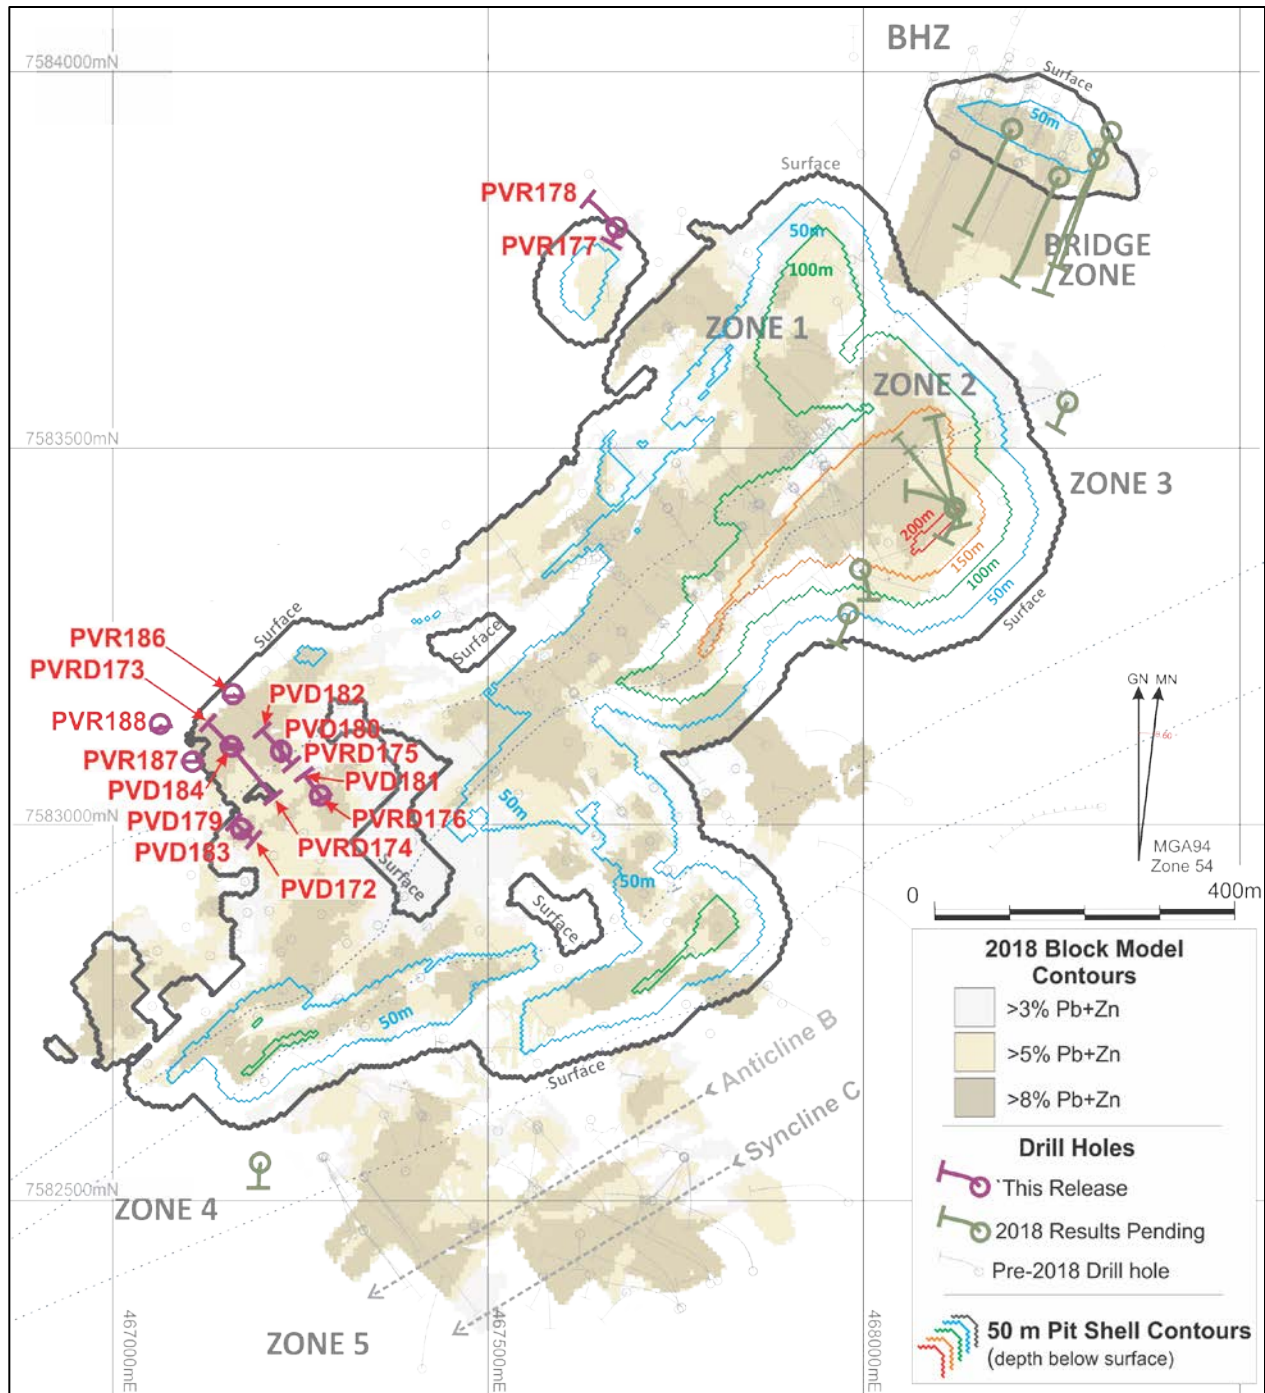 BHZ
7584000mN
Surface
50m
Surface
PVR178
50m
PVR177
BRIDGE
ZONE
100m
ZONE 1
ZONE 2
7583500mN
ZONE 3
200m
150m
100m
50m
Surface
Surface
Surface
PVR186
PVRD173
PVD182
GN MN
PVR188
PVD180
PVRD175
PVR187
PVD181
PVD184
PVRD176
50m
7583000mN
PVD179
PVRD174
PVD183
MGA94
Zone 54
Surface
PVD172
50m
0
400m
Surface
50m
2018 Block Model
Contours
>3% Pb+Zn
>5% Pb+Zn
>8% Pb+Zn
Surface
Anticline B
Syncline C
Drill Holes
`This Release
2018 Results Pending
Pre-2018 Drill hole
7582500mN
ZONE 4
ZONE 5
467000mE
467500mE
468000mE
50 m Pit Shell Contours
(depth below surface)